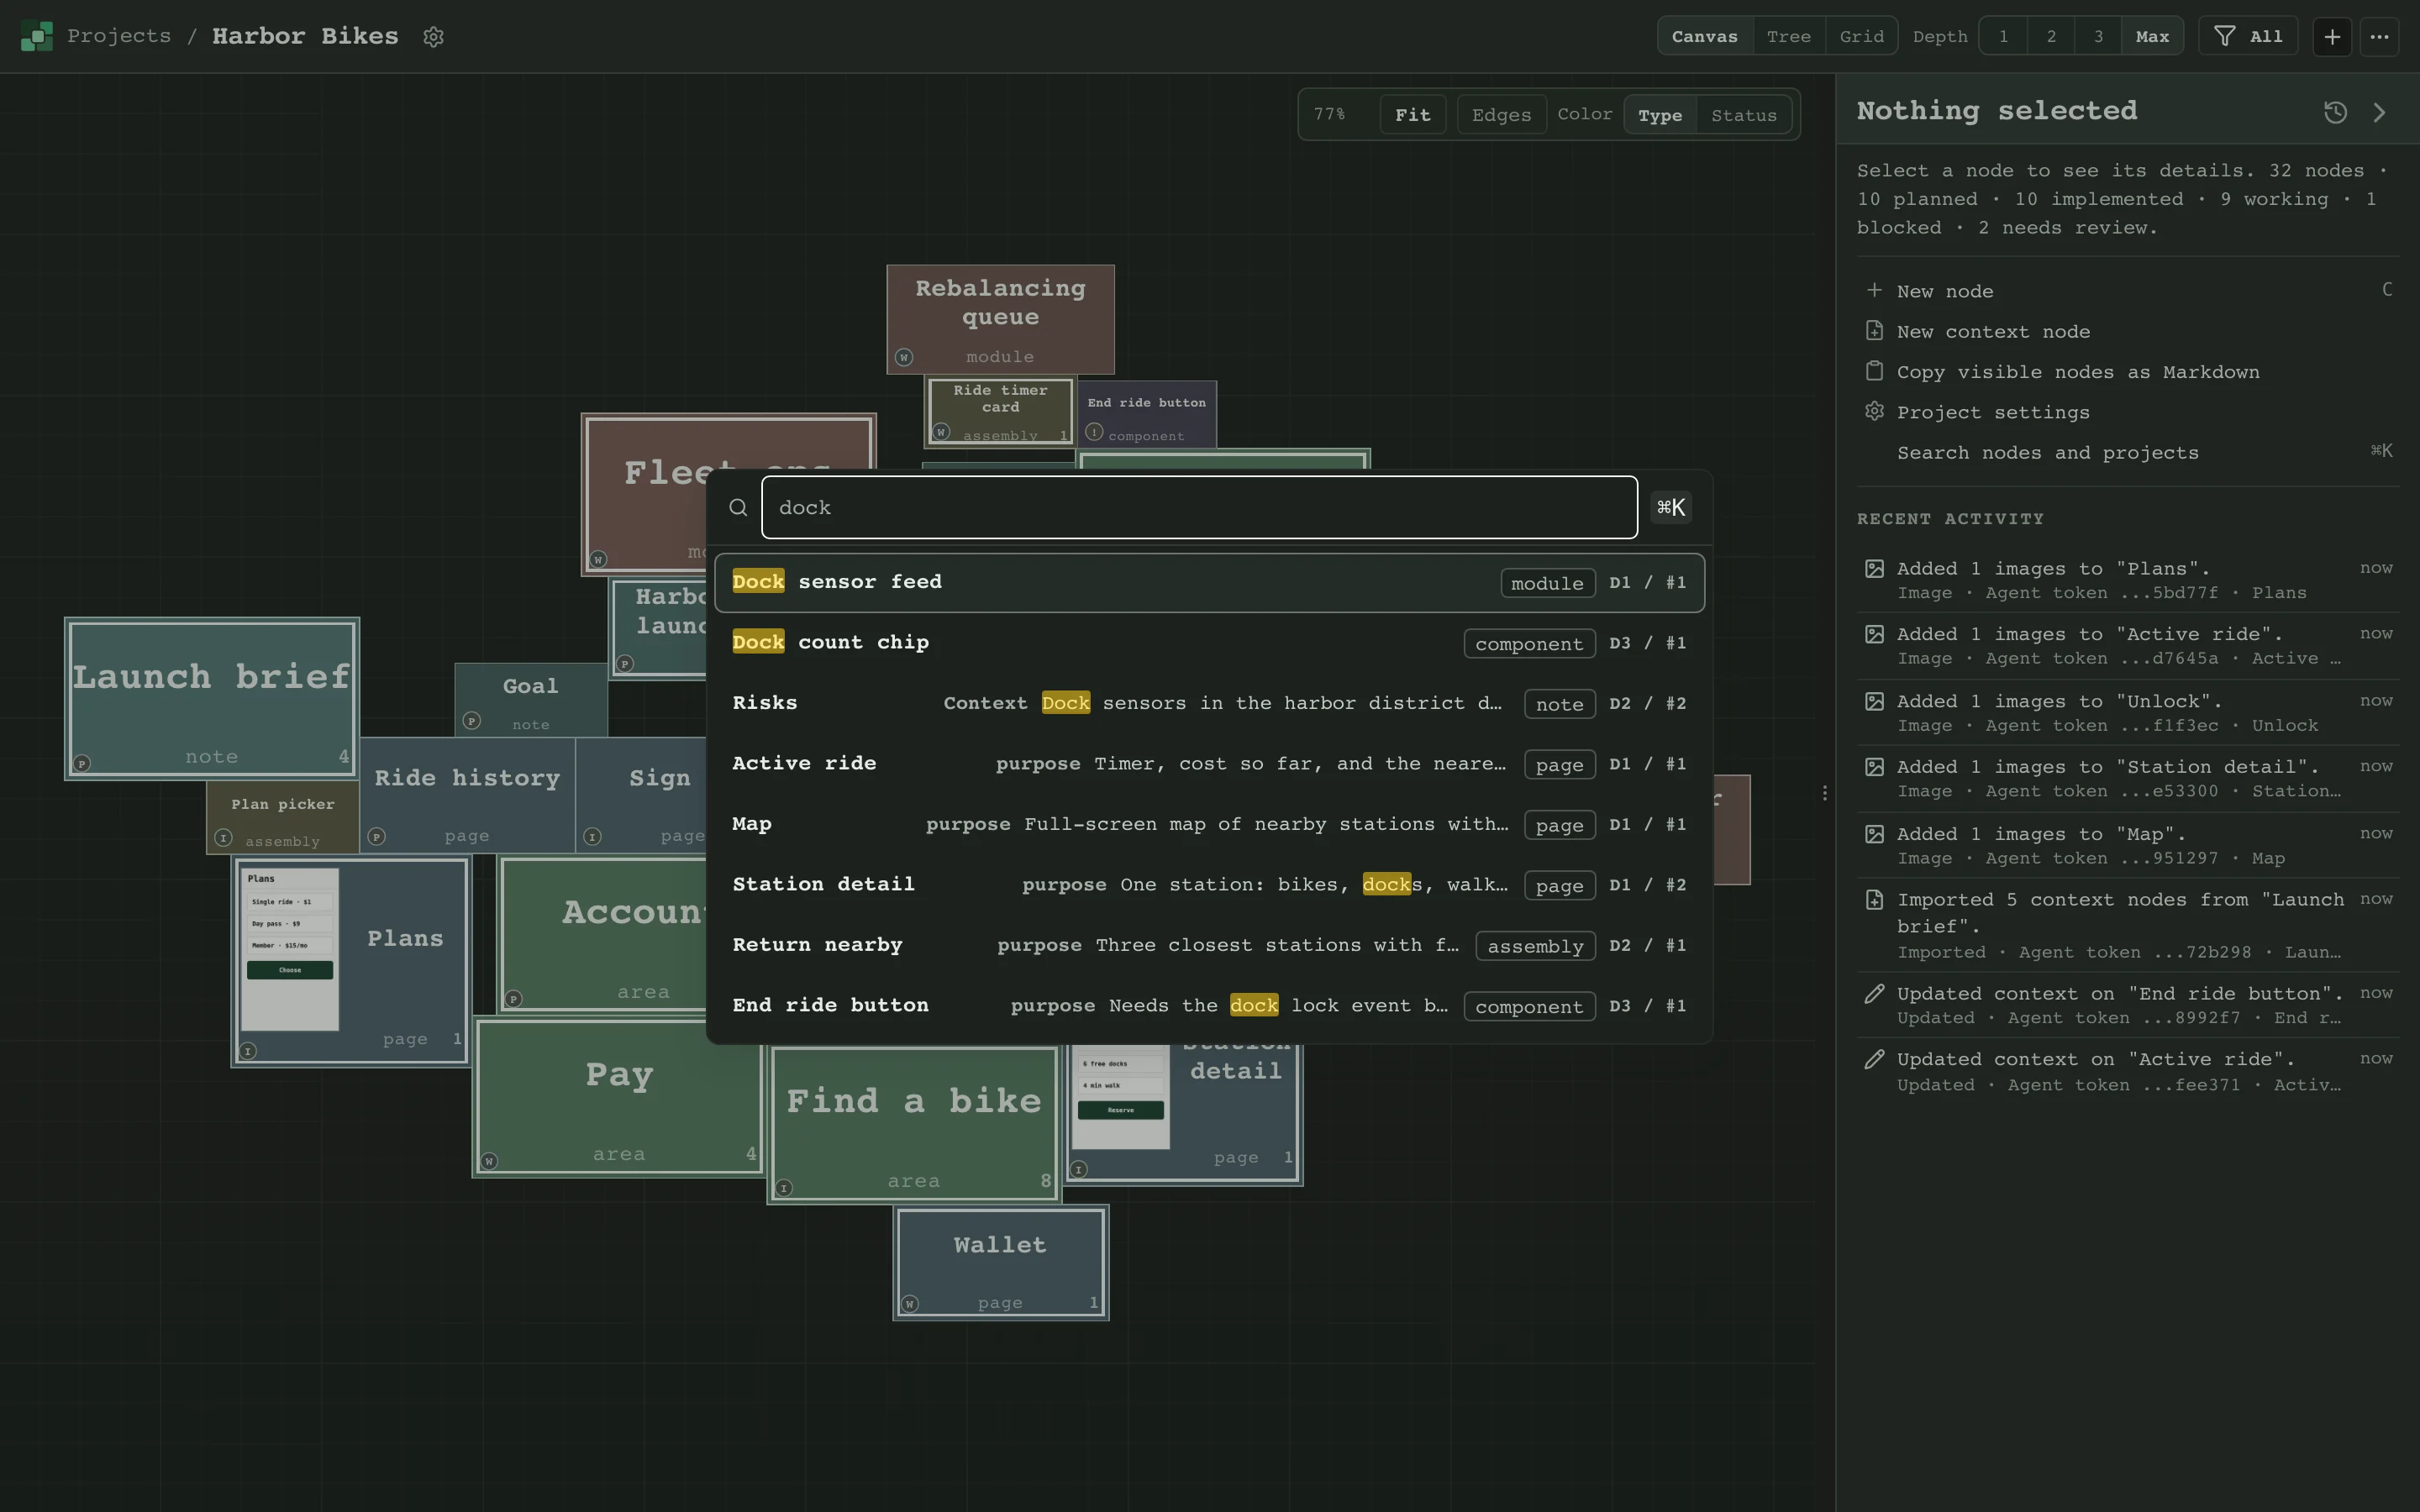 Projects / Harbor Bikes
Canvas Tree Grid Depth 1 2 3 Max All
77% Fit Edges Color Type Status
Rebalancing
queue
W module
Ride timer
card
W assembly 1
End ride button
! component
W
P
Launch brief
P note 4
Goal
P note
Plan picker
I assembly
Ride history
P page
Sign
I page
Plans
Single ride - $1
Day pass - $9
Member - $15/mo
Choose
Plans
I page 1
P area
Pay
W area 4
Find a bike
I area 8
6 free docks
4 min walk
Reserve
detail
I page 1
Wallet
W page 1
dock ⌘K
Dock sensor feed module D1 / #1
Dock count chip component D3 / #1
Risks Context Dock sensors in the harbor district d… note D2 / #2
Active ride purpose Timer, cost so far, and the neare… page D1 / #1
Map purpose Full-screen map of nearby stations with… page D1 / #1
Station detail purpose One station: bikes, docks, walk… page D1 / #2
Return nearby purpose Three closest stations with f… assembly D2 / #1
End ride button purpose Needs the dock lock event b… component D3 / #1
Nothing selected
Select a node to see its details. 32 nodes ·
10 planned · 10 implemented · 9 working · 1
blocked · 2 needs review.
New node C
New context node
Copy visible nodes as Markdown
Project settings
Search nodes and projects ⌘K
RECENT ACTIVITY
Added 1 images to "Plans". now
Image · Agent token ...5bd77f · Plans
Added 1 images to "Active ride". now
Image · Agent token ...d7645a · Active …
Added 1 images to "Unlock". now
Image · Agent token ...f1f3ec · Unlock
Added 1 images to "Station detail". now
Image · Agent token ...e53300 · Station…
Added 1 images to "Map". now
Image · Agent token ...951297 · Map
Imported 5 context nodes from "Launch now
brief".
Imported · Agent token ...72b298 · Laun…
Updated context on "End ride button". now
Updated · Agent token ...8992f7 · End r…
Updated context on "Active ride". now
Updated · Agent token ...fee371 · Activ…